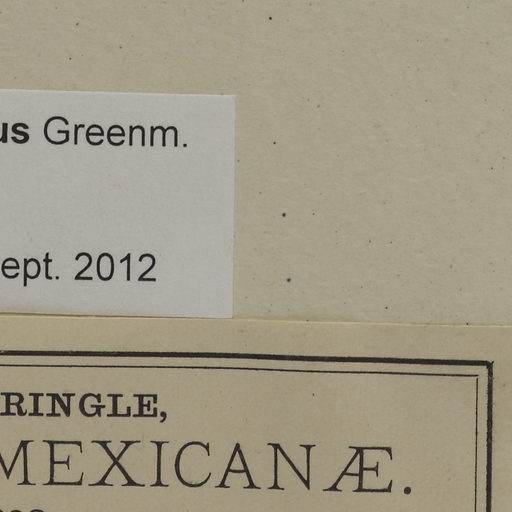 us Greenm.
ept. 2012
RINGLE,
MEXICANÆ.